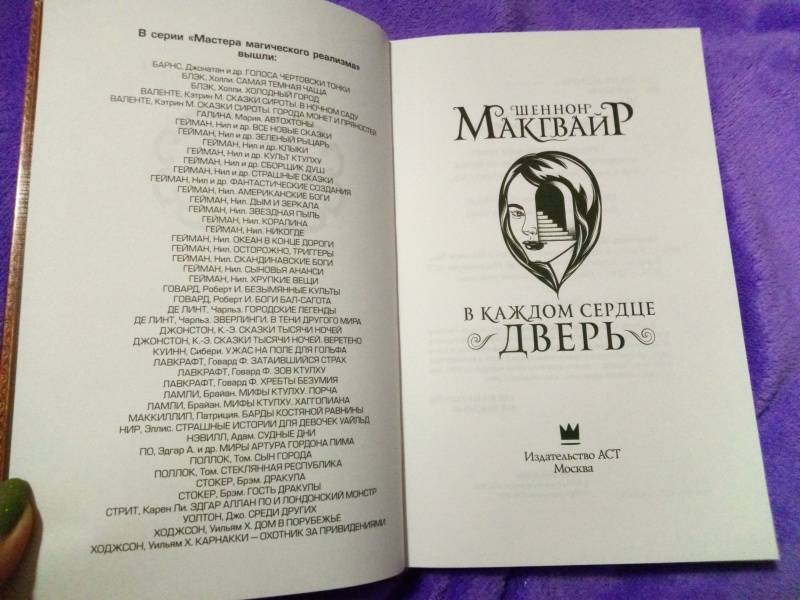 В серии «Мастера магического реализма»
вышли:
БАРНС, Джонатан и др. ГОЛОСА ЧЕРТОВСКИ ТОНКИ
БЛЭК, Холли. САМАЯ ТЕМНАЯ ЧАЩА
БЛЭК, Холли. ХОЛОДНЫЙ ГОРОД
ВАЛЕНТЕ, Кэтрин М. СКАЗКИ СИРОТЫ. В НОЧНОМ САДУ
ВАЛЕНТЕ, Кэтрин М. СКАЗКИ СИРОТЫ. ГОРОДА МОНЕТ И ПРЯНОСТЕЙ
ГАЛИНА, Мария. АВТОХТОНЫ
ГЕЙМАН, Нил и др. ВСЕ НОВЫЕ СКАЗКИ
ГЕЙМАН, Нил и др. ЗЕЛЕНЫЙ РЫЦАРЬ
ГЕЙМАН, Нил и др. КЛЫКИ
ГЕЙМАН, Нил и др. КУЛЬТ КТУЛХУ
ГЕЙМАН, Нил и др. СБОРЩИК ДУШ
ГЕЙМАН, Нил и др. СТРАШНЫЕ СКАЗКИ
ГЕЙМАН, Нил и др. ФАНТАСТИЧЕСКИЕ СОЗДАНИЯ
ГЕЙМАН, Нил. АМЕРИКАНСКИЕ БОГИ
ГЕЙМАН, Нил. ДЫМ И ЗЕРКАЛА
ГЕЙМАН, Нил. ЗВЕЗДНАЯ ПЫЛЬ
ГЕЙМАН, Нил. КОРАЛИНА
ГЕЙМАН, Нил. НИКОГДЕ
ГЕЙМАН, Нил. ОКЕАН В КОНЦЕ ДОРОГИ
ГЕЙМАН, Нил. ОСТОРОЖНО, ТРИГГЕРЫ
ГЕЙМАН, Нил. СКАНДИНАВСКИЕ БОГИ
ГЕЙМАН, Нил. СЫНОВЬЯ АНАНСИ
ГЕЙМАН, Нил. ХРУПКИЕ ВЕЩИ
ГОВАРД, Роберт И. БЕЗЫМЯННЫЕ КУЛЬТЫ
ГОВАРД, Роберт И. БОГИ БАЛ-САГОТА
ДЕ ЛИНТ, Чарльз. ГОРОДСКИЕ ЛЕГЕНДЫ
ДЕ ЛИНТ, Чарльз. ЗВЕРЛИНГИ. В ТЕНИ ДРУГОГО МИРА
ДЖОНСТОН, К.-Э. СКАЗКИ ТЫСЯЧИ НОЧЕЙ
ДЖОНСТОН, К.-Э. СКАЗКИ ТЫСЯЧИ НОЧЕЙ. ВЕРЕТЕНО
КУИНН, Сибери. УЖАС НА ПОЛЕ ДЛЯ ГОЛЬФА
ЛАВКРАФТ, Говард Ф. ЗАТАИВШИЙСЯ СТРАХ
ЛАВКРАФТ, Говард Ф. ЗОВ КТУЛХУ
ЛАВКРАФТ, Говард Ф. ХРЕБТЫ БЕЗУМИЯ
ЛАМЛИ, Брайан. МИФЫ КТУЛХУ. ПОРЧА
ЛАМЛИ, Брайан. МИФЫ КТУЛХУ. ХАГГОПИАНА
МАККИЛЛИП, Патриция. БАРДЫ КОСТЯНОЙ РАВНИНЫ
НИР, Эллис. СТРАШНЫЕ ИСТОРИИ ДЛЯ ДЕВОЧЕК УАЙЛЬД
НЭВИЛЛ, Адам. СУДНЫЕ ДНИ
ПО, Эдгар А. и др. МИРЫ АРТУРА ГОРДОНА ПИМА
ПОЛЛОК, Том. СЫН ГОРОДА
ПОЛЛОК, Том. СТЕКЛЯННАЯ РЕСПУБЛИКА
СТОКЕР, Брэм. ДРАКУЛА
СТОКЕР, Брэм. ГОСТЬ ДРАКУЛЫ
СТРИТ, Карен Ли. ЭДГАР АЛЛАН ПО И ЛОНДОНСКИЙ МОНСТР
УОЛТОН, Джо. СРЕДИ ДРУГИХ
ХОДЖСОН, Уильям Х. ДОМ В ПОРУБЕЖЬЕ
ХОДЖСОН, Уильям Х. КАРНАККИ — ОХОТНИК ЗА ПРИВИДЕНИЯМИ
ШЕННОН
МАКГВАЙР
В КАЖДОМ СЕРДЦЕ
ДВЕРЬ
Издательство АСТ
Москва